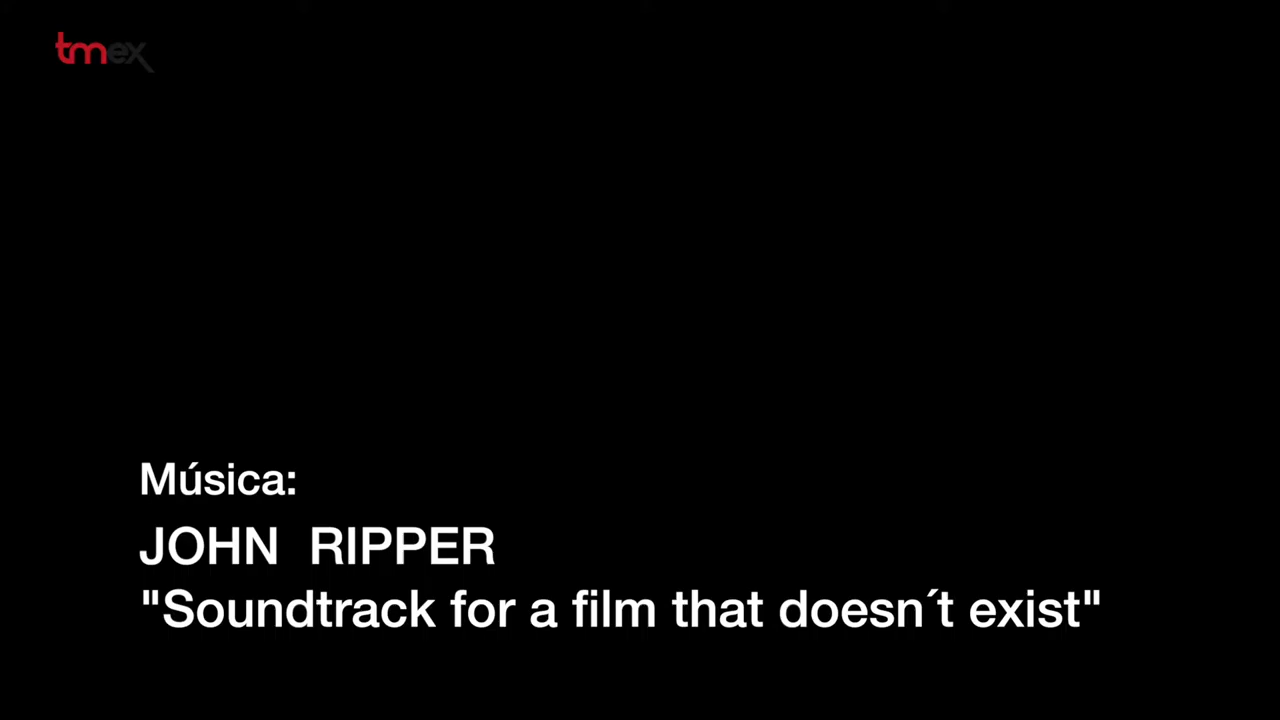 tmex
Música:
JOHN RIPPER
"Soundtrack for a film that doesn´t exist"